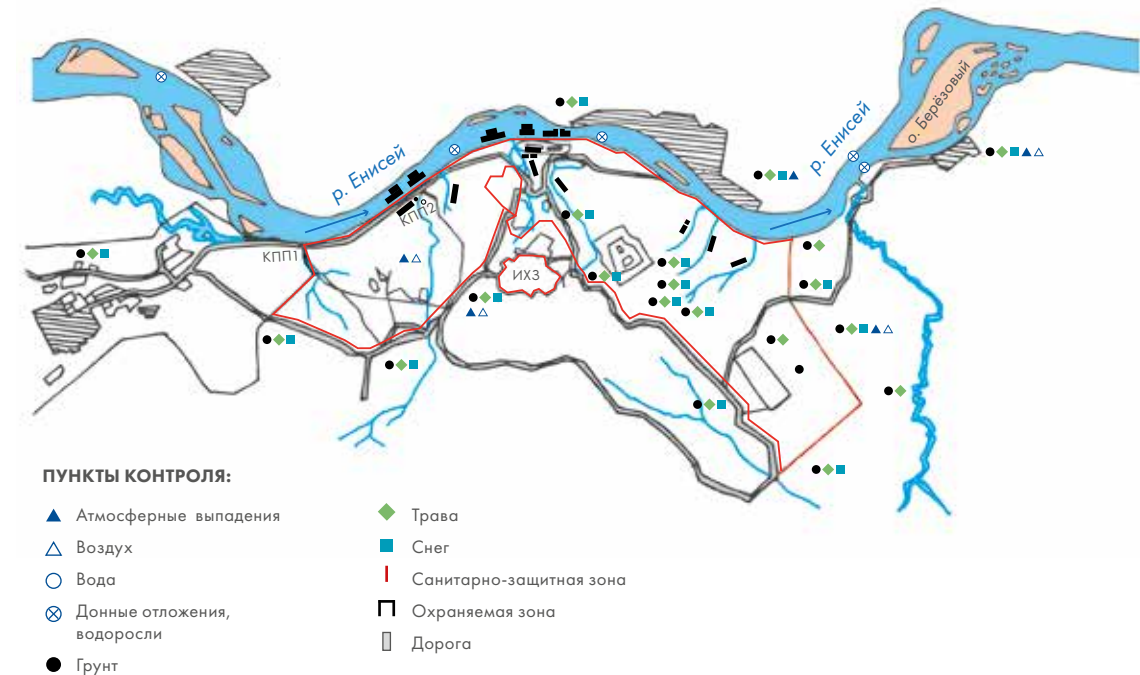 р. Енисей
о. Берёзовый
р. Енисей
КПП2
КПП1
ИХЗ
ПУНКТЫ КОНТРОЛЯ:
Атмосферные выпадения
Воздух
Вода
Донные отложения,
водоросли
Грунт
Трава
Снег
Санитарно-защитная зона
Охраняемая зона
Дорога